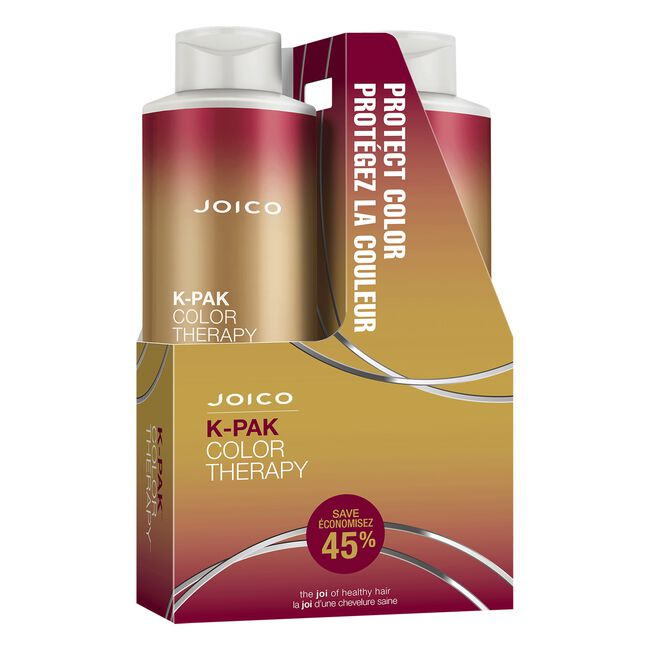 JOICO
K-PAK
COLOR
THERAPY
PROTECT COLOR
PROTÉGEZ LA COULEUR
K-PAK
COLOR
THERAPY
JOICO
K-PAK
COLOR
THERAPY
SAVE
ÉCONOMISEZ
45%
the joi of healthy hair
la joi d'une chevelure saine